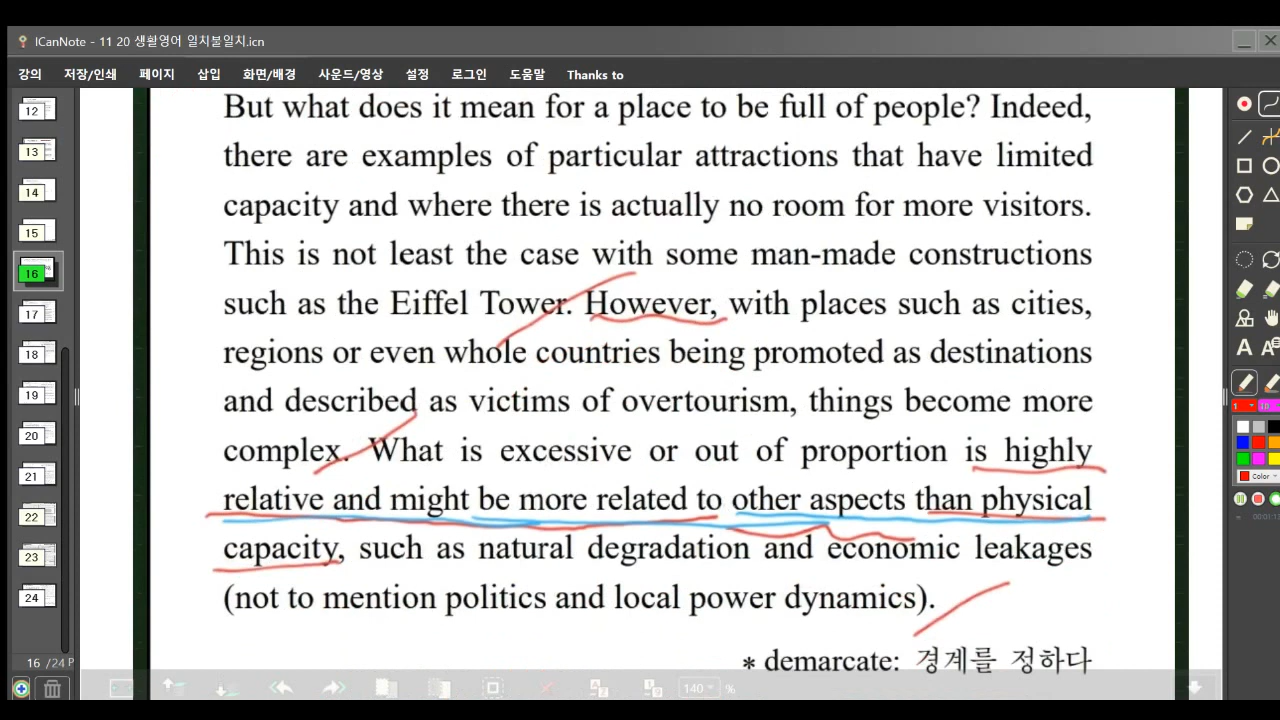 ICanNote - 11 20 생활영어 일치불일치.icn
강의 저장/인쇄 페이지 삽입 화면/배경 사운드/영상 설정 로그인 도움말 Thanks to
12
13
14
15
16
17
18
19
20
21
22
23
24
16 /24 P
But what does it mean for a place to be full of people? Indeed,
there are examples of particular attractions that have limited
capacity and where there is actually no room for more visitors.
This is not least the case with some man-made constructions
such as the Eiffel Tower. However, with places such as cities,
regions or even whole countries being promoted as destinations
and described as victims of overtourism, things become more
complex. What is excessive or out of proportion is highly
relative and might be more related to other aspects than physical
capacity, such as natural degradation and economic leakages
(not to mention politics and local power dynamics).
* demarcate: 경계를 정하다
140 %
A A
1
Color